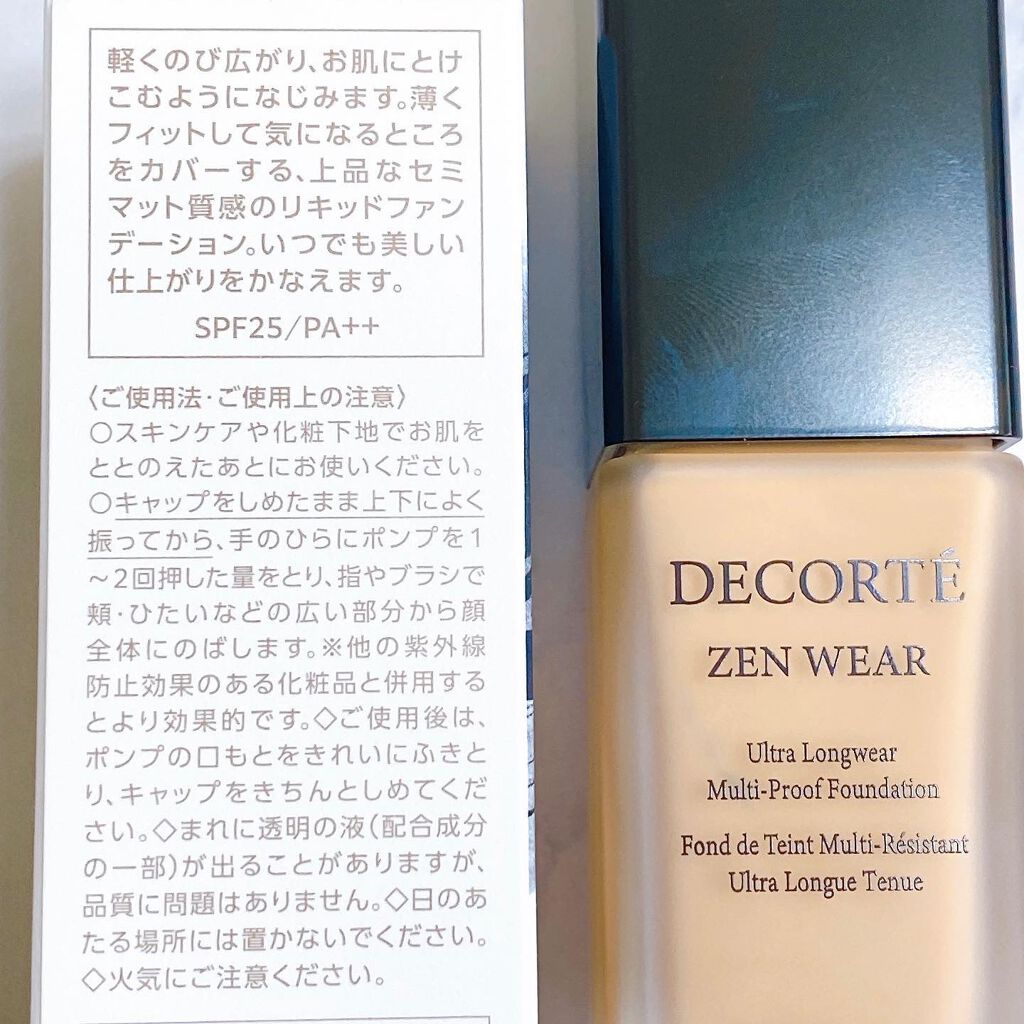 軽くのび広がり、お肌にとけ
こむようになじみます。薄く
フィットして気になるところ
をカバーする、上品なセミ
マット質感のリキッドファン
デーション。いつでも美しい
仕上がりをかなえます。
SPF25/PA++
〈ご使用法・ご使用上の注意〉
○スキンケアや化粧下地でお肌を
ととのえたあとにお使いください。
○キャップをしめたまま上下によく
振ってから、手のひらにポンプを1
~2回押した量をとり、指やブラシで
頬・ひたいなどの広い部分から顔
全体にのばします。※他の紫外線
防止効果のある化粧品と併用する
とより効果的です。◇ご使用後は、
ポンプの口もとをきれいにふきと
り、キャップをきちんとしめてくだ
さい。◇まれに透明の液(配合成分
の一部)が出ることがありますが、
品質に問題はありません。◇日のあ
たる場所には置かないでください。
◇火気にご注意ください。
DECORTÉ
ZEN WEAR
Ultra Longwear
Multi-Proof Foundation
Fond de Teint Multi-Résistant
Ultra Longue Tenue